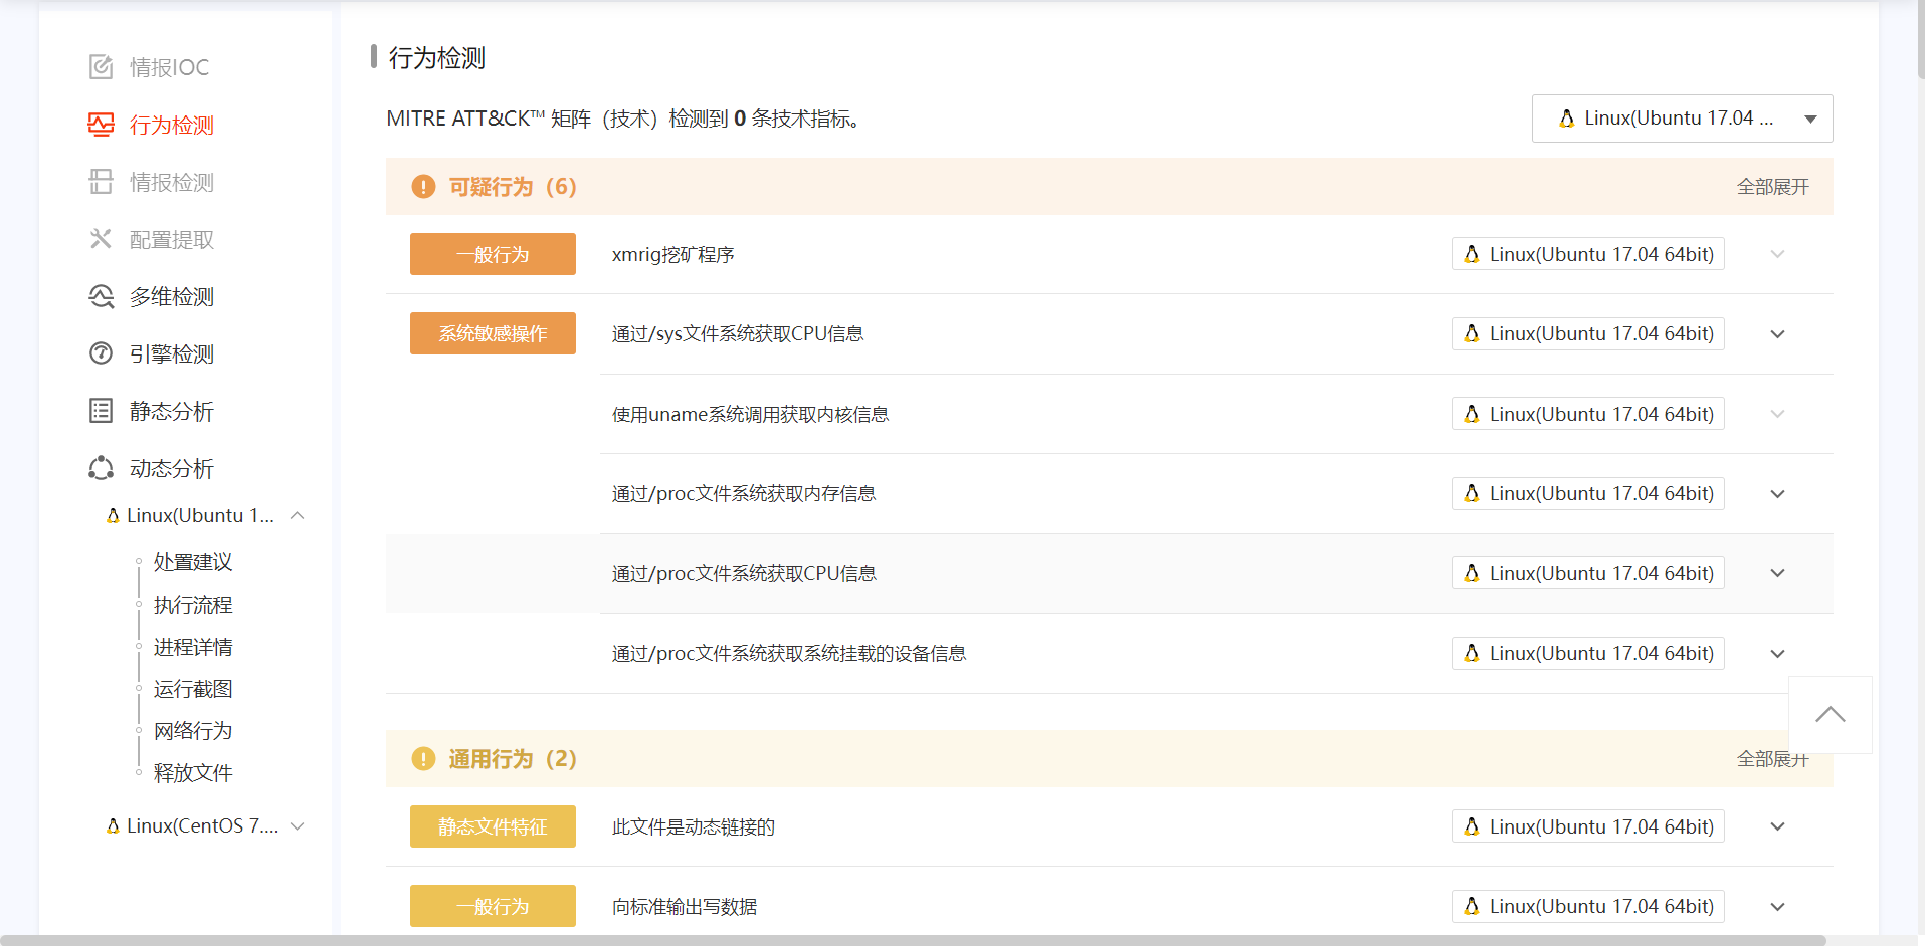 情报IOC
行为检测
情报检测
配置提取
多维检测
引擎检测
静态分析
动态分析
Linux(Ubuntu 1...
处置建议
执行流程
进程详情
运行截图
网络行为
释放文件
Linux(CentOS 7....
行为检测
MITRE ATT&CK™ 矩阵（技术）检测到 0 条技术指标。
Linux(Ubuntu 17.04 ...
可疑行为（6）
全部展开
一般行为 xmrig挖矿程序 Linux(Ubuntu 17.04 64bit)
系统敏感操作 通过/sys文件系统获取CPU信息 Linux(Ubuntu 17.04 64bit)
使用uname系统调用获取内核信息 Linux(Ubuntu 17.04 64bit)
通过/proc文件系统获取内存信息 Linux(Ubuntu 17.04 64bit)
通过/proc文件系统获取CPU信息 Linux(Ubuntu 17.04 64bit)
通过/proc文件系统获取系统挂载的设备信息 Linux(Ubuntu 17.04 64bit)
通用行为（2）
全部展开
静态文件特征 此文件是动态链接的 Linux(Ubuntu 17.04 64bit)
一般行为 向标准输出写数据 Linux(Ubuntu 17.04 64bit)